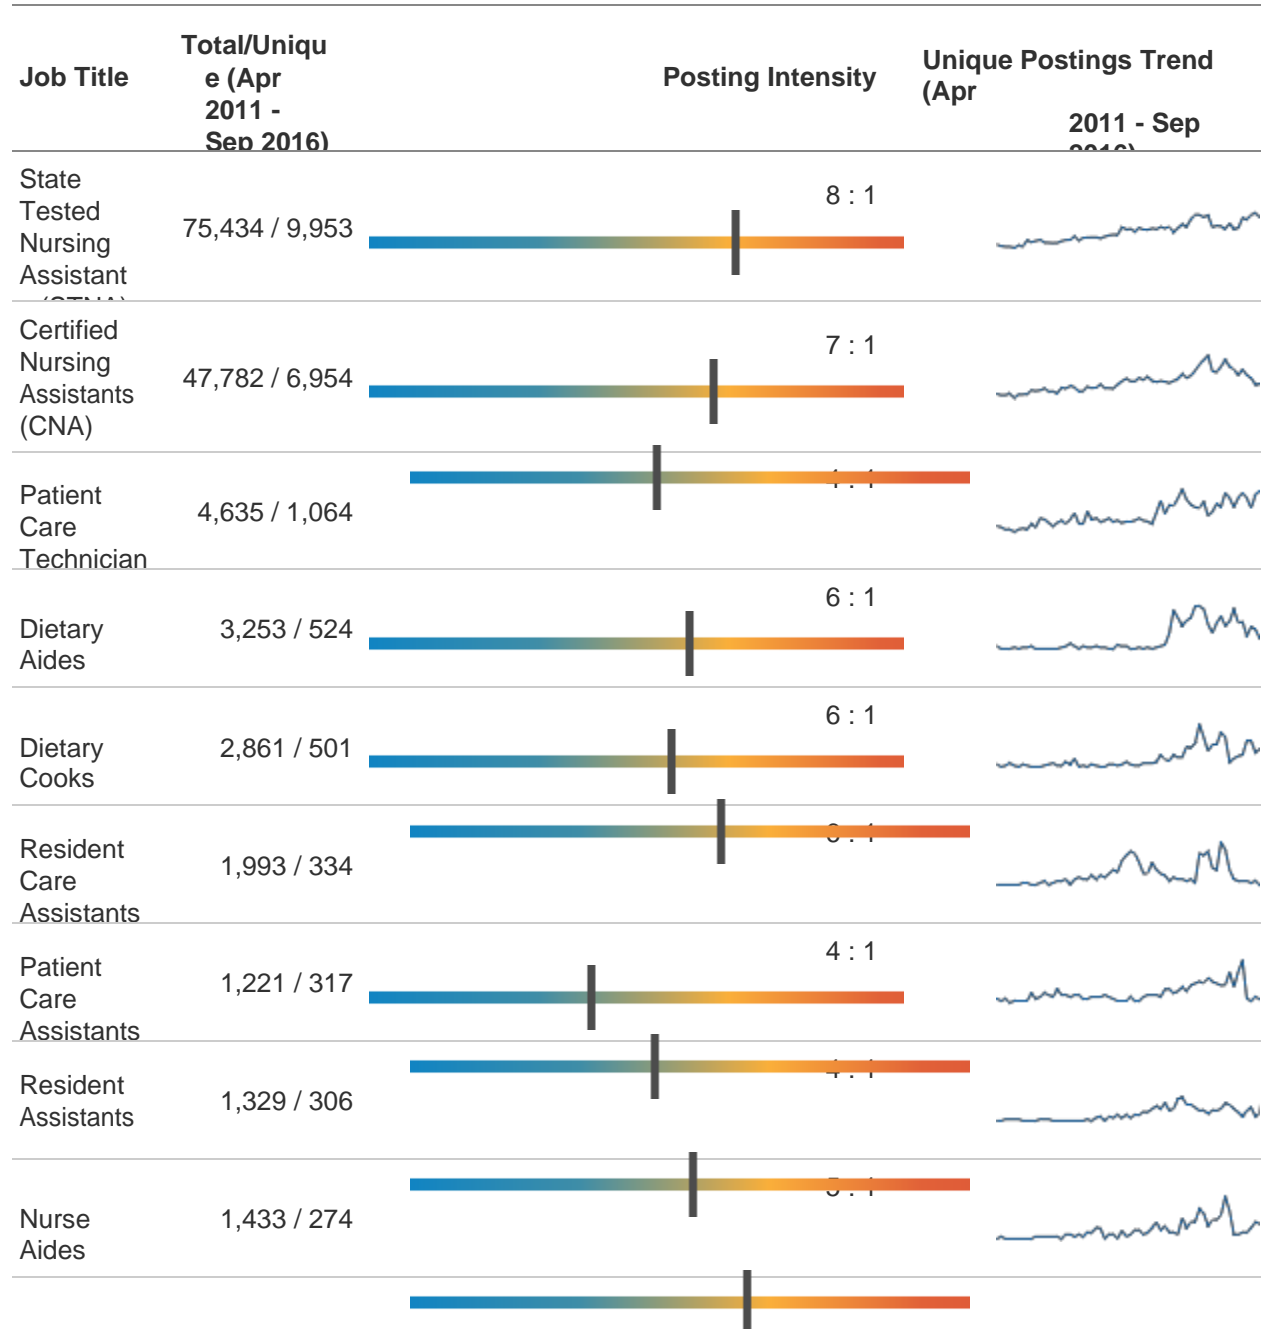 Job Title
Total/Uniqu
e (Apr
2011 -
Sep 2016)
Posting Intensity
Unique Postings Trend
(Apr
2011 - Sep
2016)
State
Tested
Nursing
Assistant
75,434 / 9,953
8 : 1
Certified
Nursing
Assistants
(CNA)
47,782 / 6,954
7 : 1
Patient
Care
Technician
4,635 / 1,064
Dietary
Aides
3,253 / 524
6 : 1
Dietary
Cooks
2,861 / 501
6 : 1
Resident
Care
Assistants
1,993 / 334
Patient
Care
Assistants
1,221 / 317
4 : 1
Resident
Assistants
1,329 / 306
Nurse
Aides
1,433 / 274